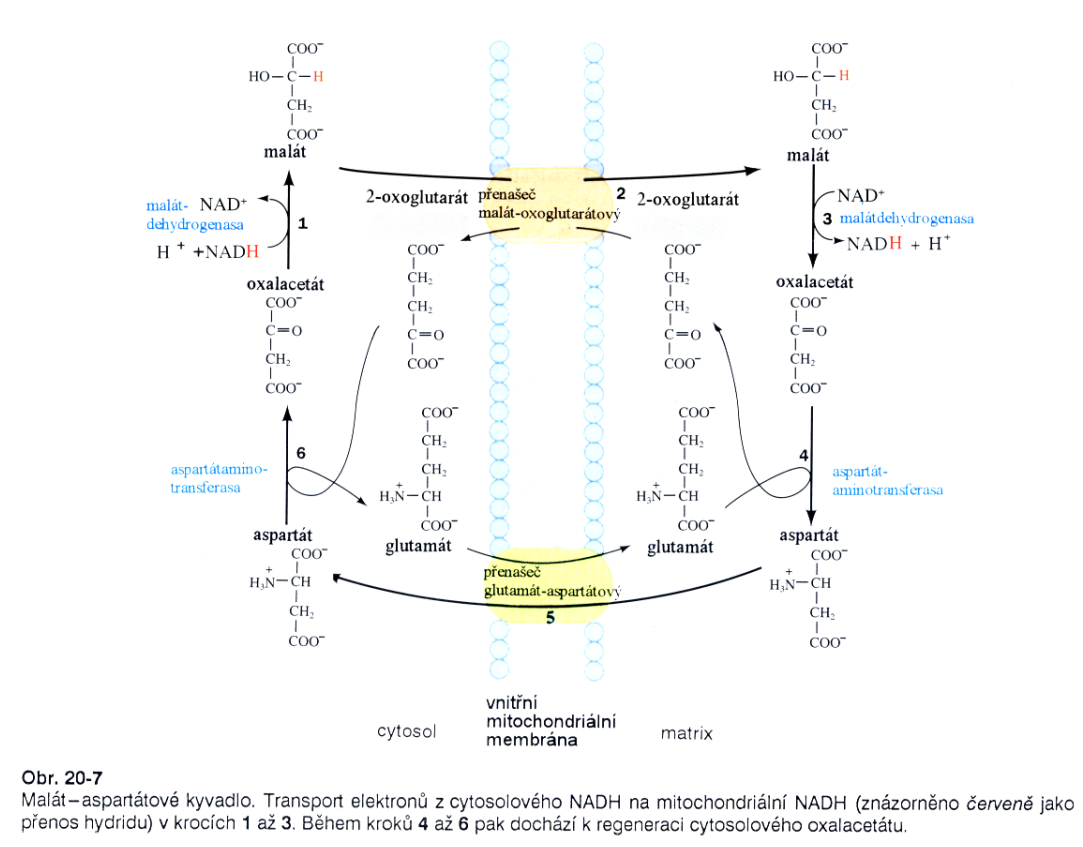 COO⁻
HO–C–H
CH₂
COO⁻
malát
COO⁻
HO–C–H
CH₂
COO⁻
malát
2-oxoglutarát
přenašeč
malát-oxoglutarátový
2
2-oxoglutarát
malát-
dehydrogenasa
NAD⁺
H⁺ +NADH
1
NAD⁺
3 malátdehydrogenasa
NADH + H⁺
oxalacetát
COO⁻
C=O
CH₂
COO⁻
COO⁻
CH₂
CH₂
C=O
COO⁻
COO⁻
CH₂
CH₂
C=O
COO⁻
oxalacetát
COO⁻
C=O
CH₂
COO⁻
aspartátamino-
transferasa
6
COO⁻
CH₂
CH₂
H₃N⁺–CH
COO⁻
glutamát
COO⁻
CH₂
CH₂
H₃N⁺–CH
COO⁻
glutamát
4
aspartát-
aminotransferasa
aspartát
COO⁻
H₃N⁺–CH
CH₂
COO⁻
přenašeč
glutamát-aspartátový
5
aspartát
COO⁻
H₃N⁺–CH
CH₂
COO⁻
cytosol
vnitřní
mitochondriální
membrána
matrix
Obr. 20-7
Malát–aspartátové kyvadlo. Transport elektronů z cytosolového NADH na mitochondriální NADH (znázorněno červeně jako
přenos hydridu) v krocích 1 až 3. Během kroků 4 až 6 pak dochází k regeneraci cytosolového oxalacetátu.